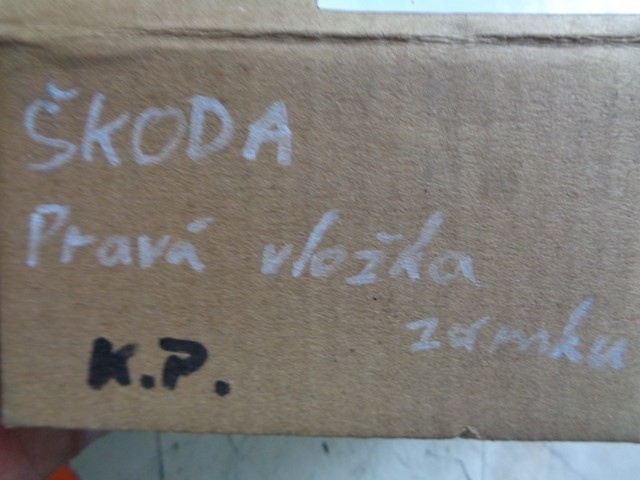 ŠKODA
Pravá vložka
zámku
K.P.